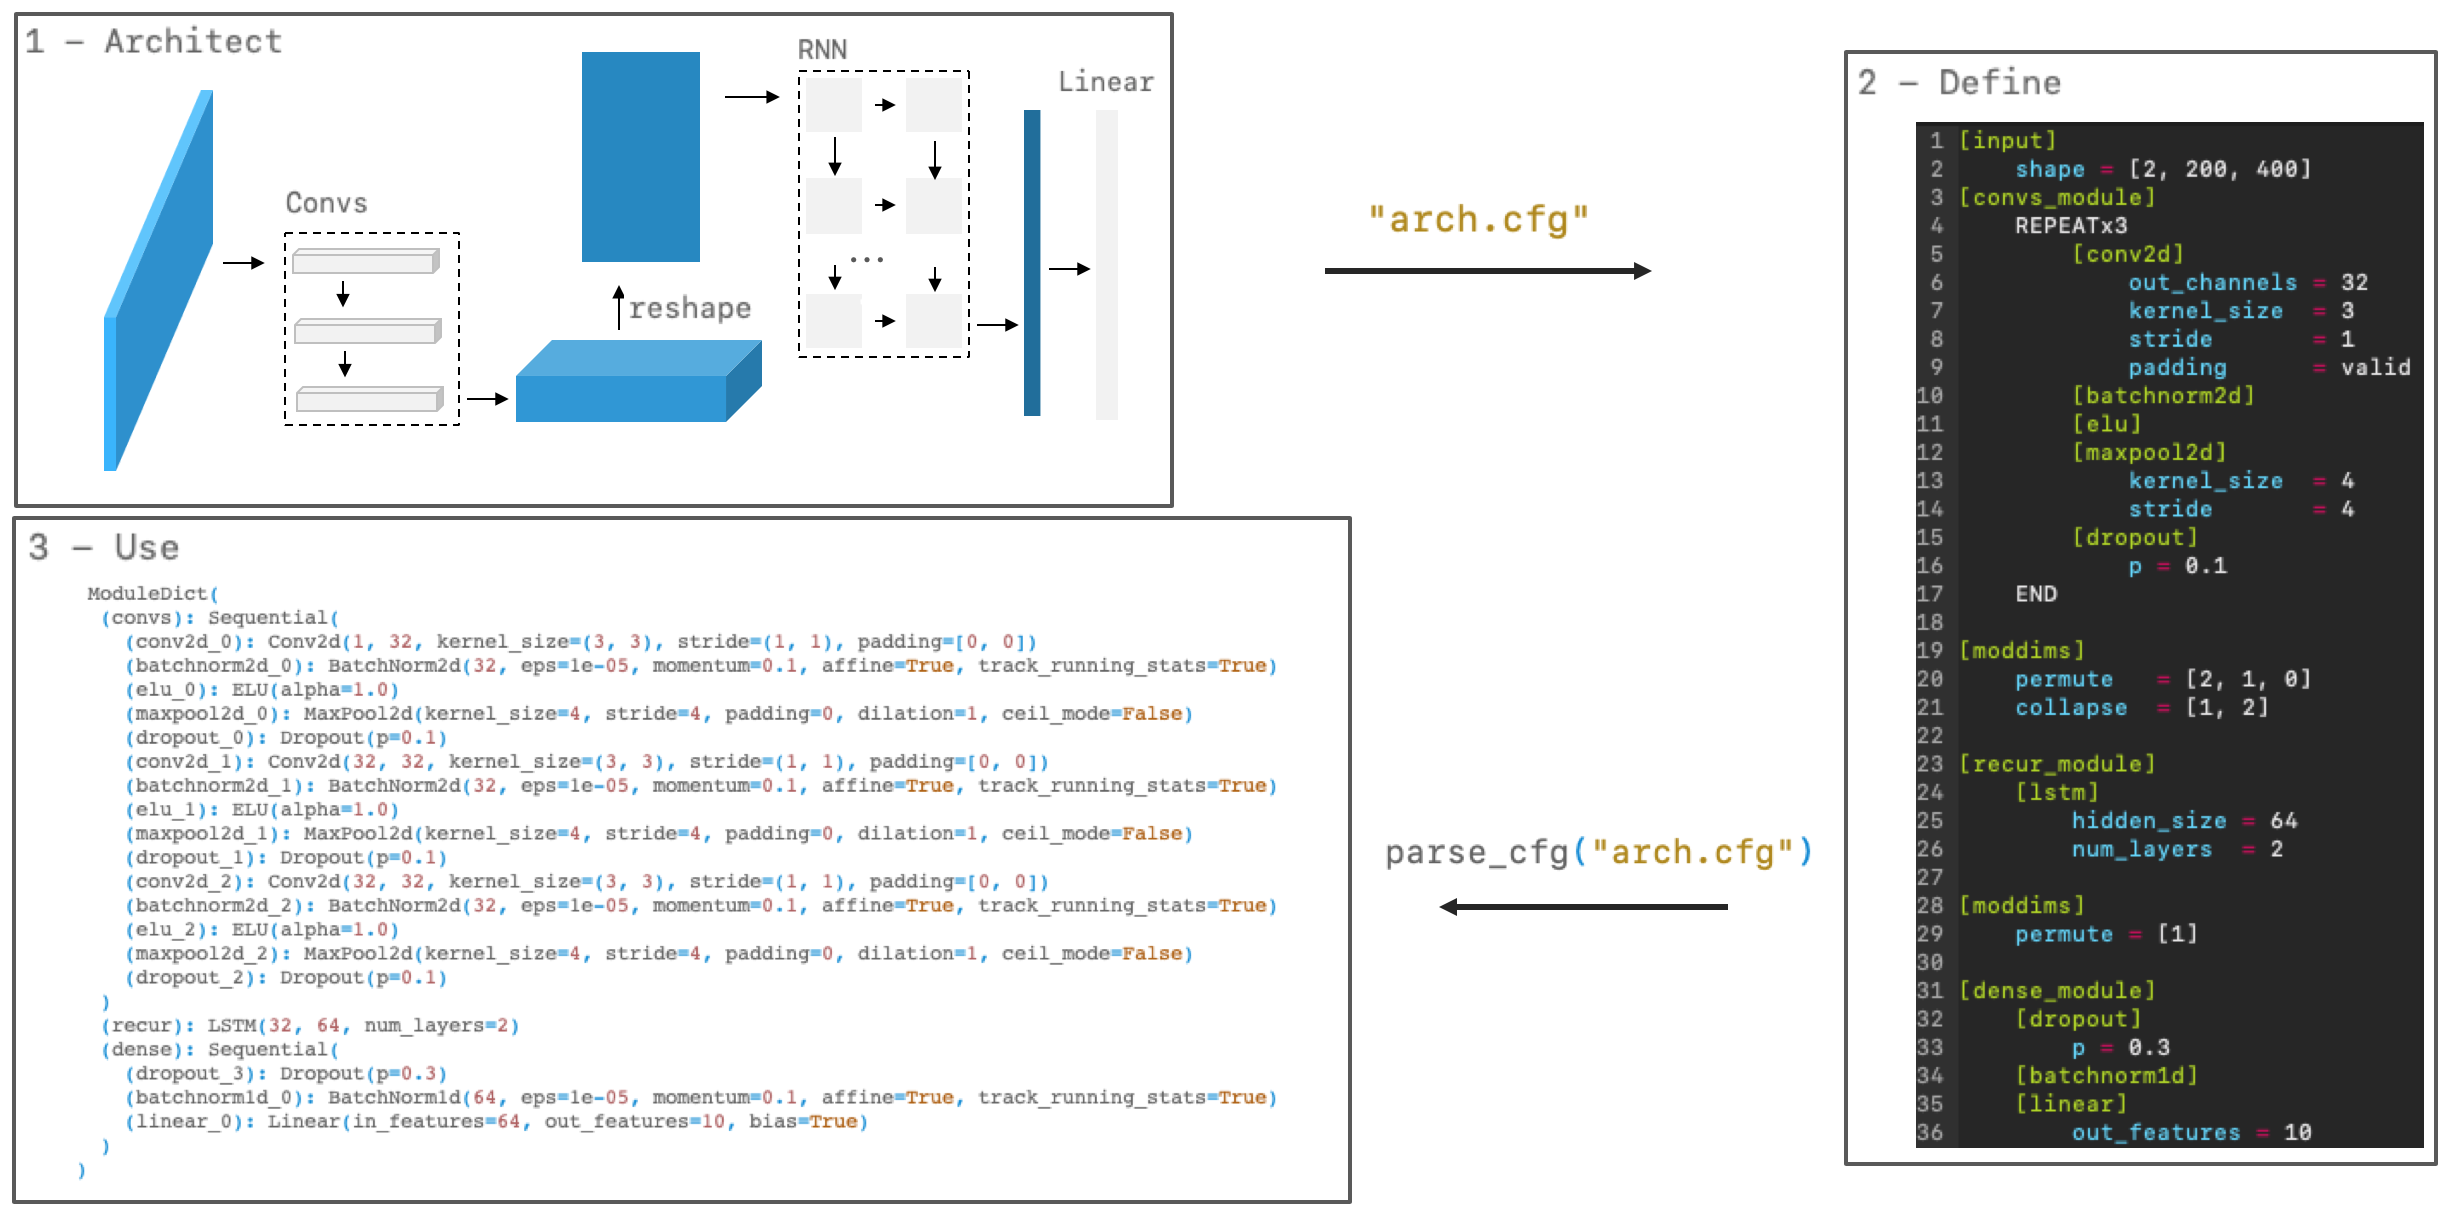 1 – Architect
Convs
reshape
RNN
...
Linear
"arch.cfg"
2 – Define
1 [input]
2 shape = [2, 200, 400]
3 [convs_module]
4 REPEATx3
5 [conv2d]
6 out_channels = 32
7 kernel_size = 3
8 stride = 1
9 padding = valid
10 [batchnorm2d]
11 [elu]
12 [maxpool2d]
13 kernel_size = 4
14 stride = 4
15 [dropout]
16 p = 0.1
17 END
18
19 [moddims]
20 permute = [2, 1, 0]
21 collapse = [1, 2]
22
23 [recur_module]
24 [lstm]
25 hidden_size = 64
26 num_layers = 2
27
28 [moddims]
29 permute = [1]
30
31 [dense_module]
32 [dropout]
33 p = 0.3
34 [batchnorm1d]
35 [linear]
36 out_features = 10
parse_cfg("arch.cfg")
3 – Use
ModuleDict(
(convs): Sequential(
(conv2d_0): Conv2d(1, 32, kernel_size=(3, 3), stride=(1, 1), padding=[0, 0])
(batchnorm2d_0): BatchNorm2d(32, eps=1e-05, momentum=0.1, affine=True, track_running_stats=True)
(elu_0): ELU(alpha=1.0)
(maxpool2d_0): MaxPool2d(kernel_size=4, stride=4, padding=0, dilation=1, ceil_mode=False)
(dropout_0): Dropout(p=0.1)
(conv2d_1): Conv2d(32, 32, kernel_size=(3, 3), stride=(1, 1), padding=[0, 0])
(batchnorm2d_1): BatchNorm2d(32, eps=1e-05, momentum=0.1, affine=True, track_running_stats=True)
(elu_1): ELU(alpha=1.0)
(maxpool2d_1): MaxPool2d(kernel_size=4, stride=4, padding=0, dilation=1, ceil_mode=False)
(dropout_1): Dropout(p=0.1)
(conv2d_2): Conv2d(32, 32, kernel_size=(3, 3), stride=(1, 1), padding=[0, 0])
(batchnorm2d_2): BatchNorm2d(32, eps=1e-05, momentum=0.1, affine=True, track_running_stats=True)
(elu_2): ELU(alpha=1.0)
(maxpool2d_2): MaxPool2d(kernel_size=4, stride=4, padding=0, dilation=1, ceil_mode=False)
(dropout_2): Dropout(p=0.1)
)
(recur): LSTM(32, 64, num_layers=2)
(dense): Sequential(
(dropout_3): Dropout(p=0.3)
(batchnorm1d_0): BatchNorm1d(64, eps=1e-05, momentum=0.1, affine=True, track_running_stats=True)
(linear_0): Linear(in_features=64, out_features=10, bias=True)
)
)